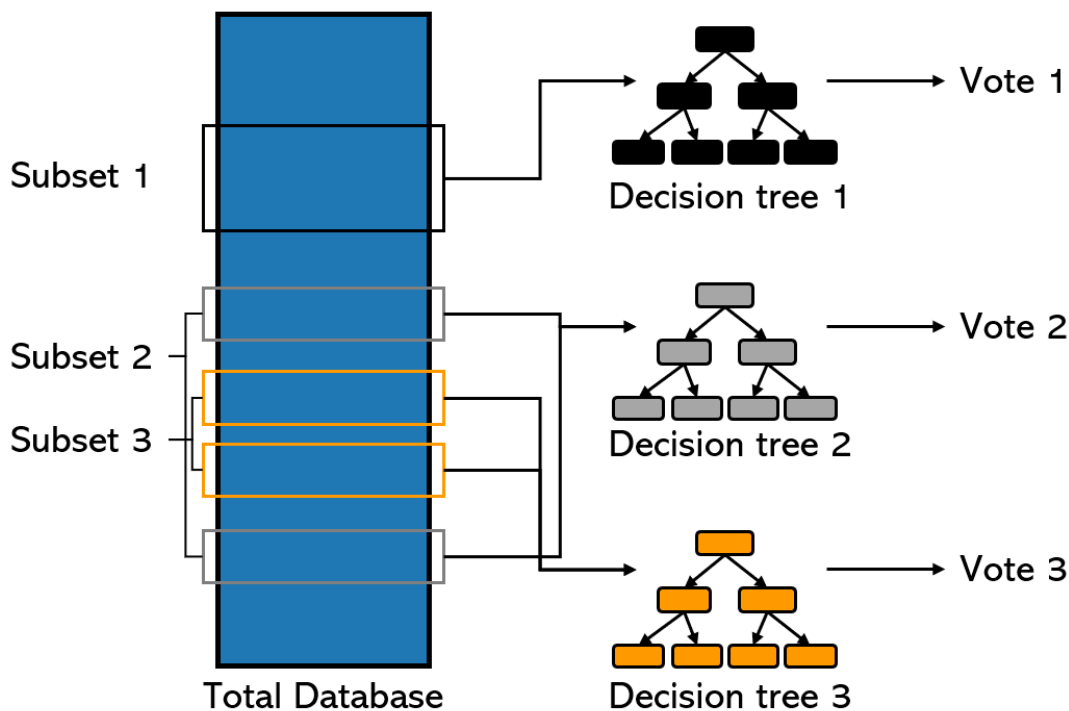 Vote 1
Subset 1
Decision tree 1
Subset 2
Vote 2
Subset 3
Decision tree 2
Vote 3
Total Database
Decision tree 3